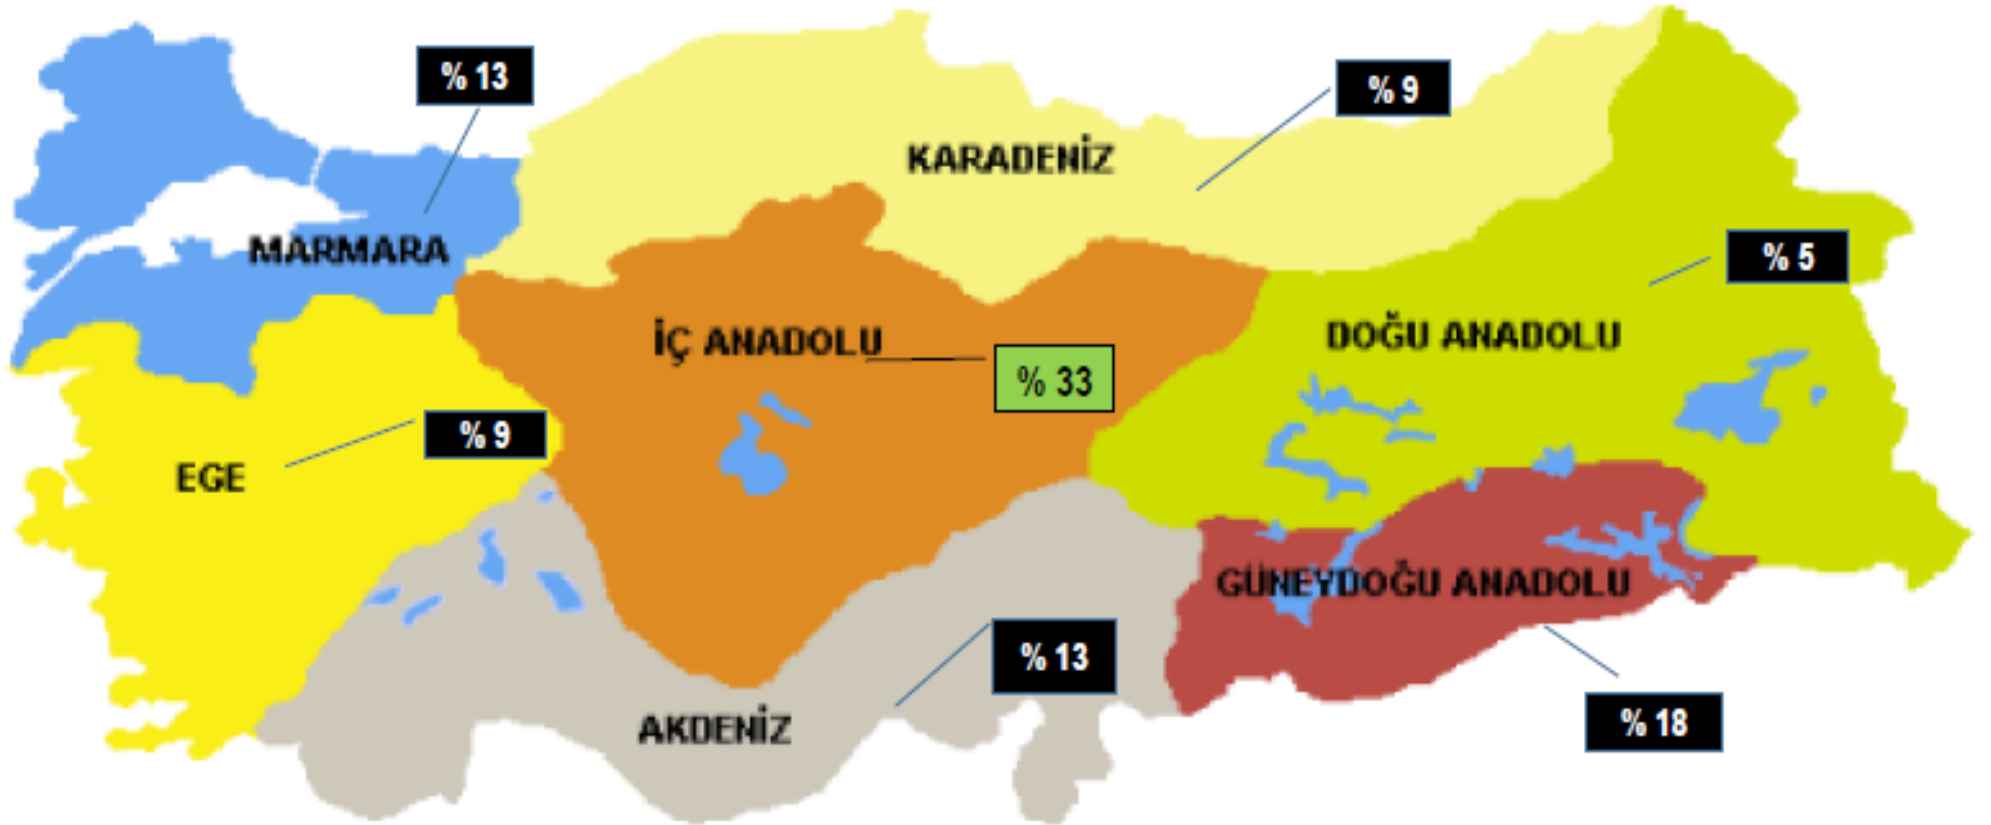 % 13
% 9
KARADENİZ
MARMARA
% 5
İÇ ANADOLU
DOĞU ANADOLU
% 33
% 9
EGE
GÜNEYDOĞU ANADOLU
% 13
AKDENİZ
% 18